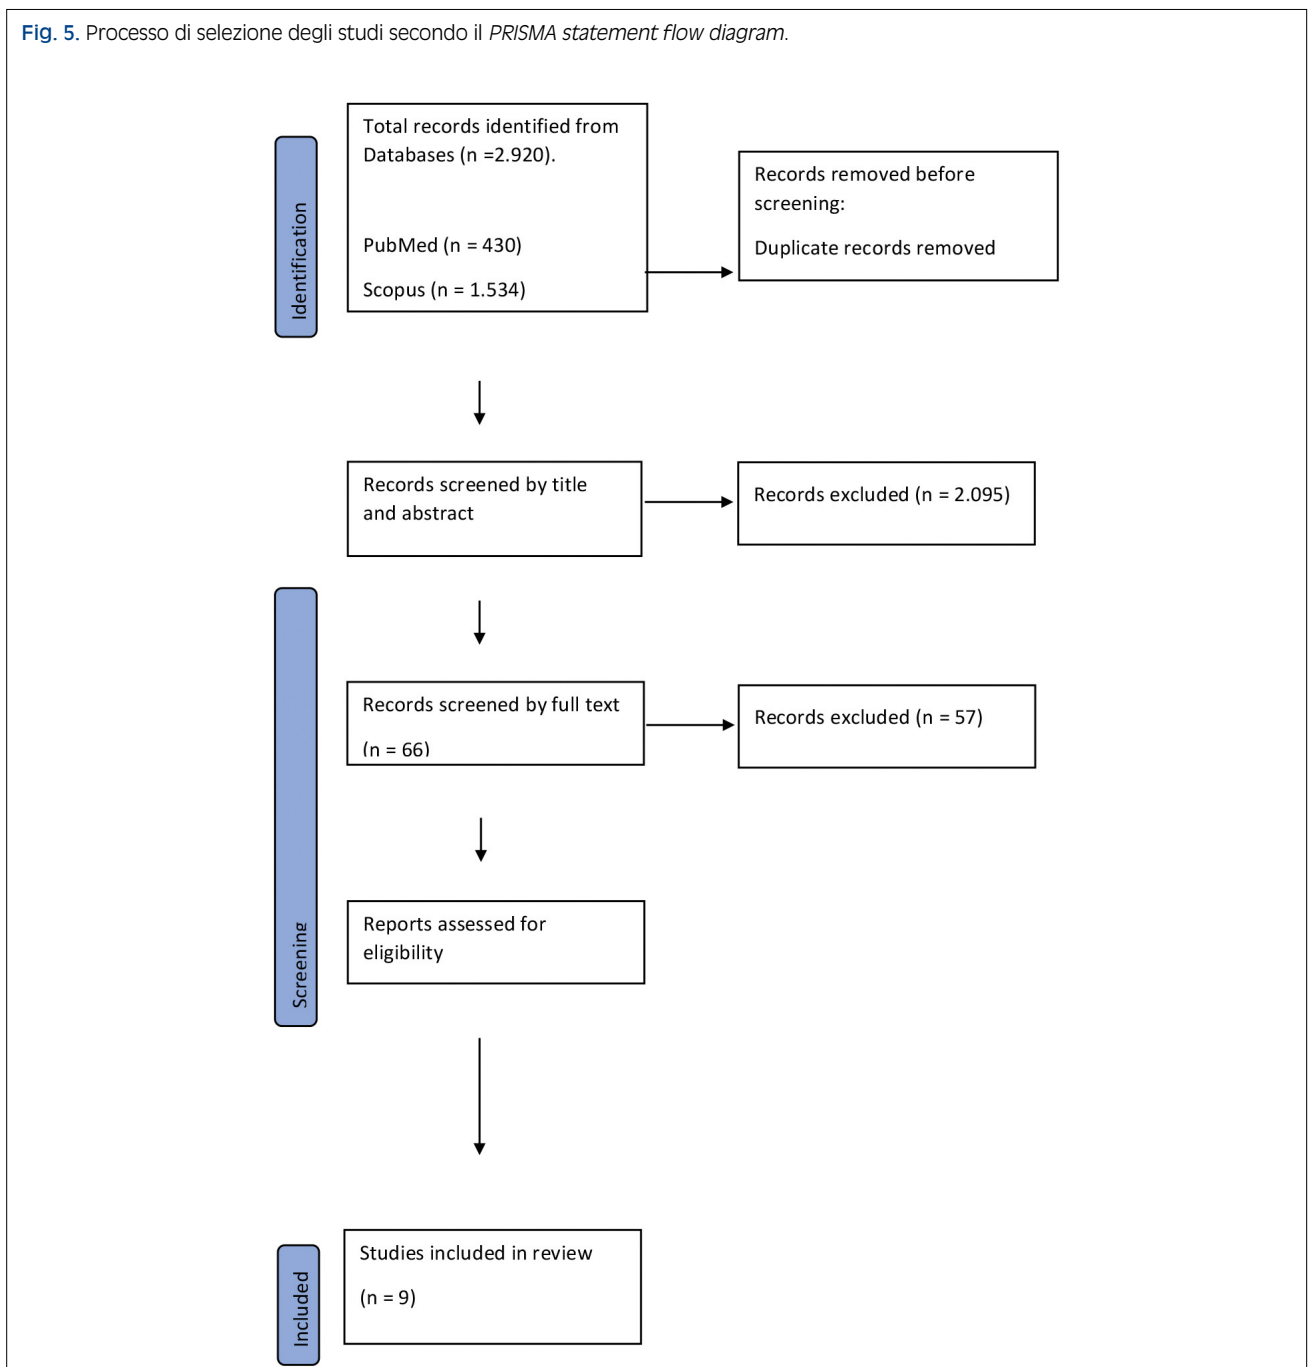 Fig. 5. Processo di selezione degli studi secondo il PRISMA statement flow diagram.
Identification
Total records identified from
Databases (n =2.920).
PubMed (n = 430)
Scopus (n = 1.534)
Records removed before
screening:
Duplicate records removed
Records screened by title
and abstract
Records excluded (n = 2.095)
Screening
Records screened by full text
(n = 66)
Records excluded (n = 57)
Reports assessed for
eligibility
Included
Studies included in review
(n = 9)